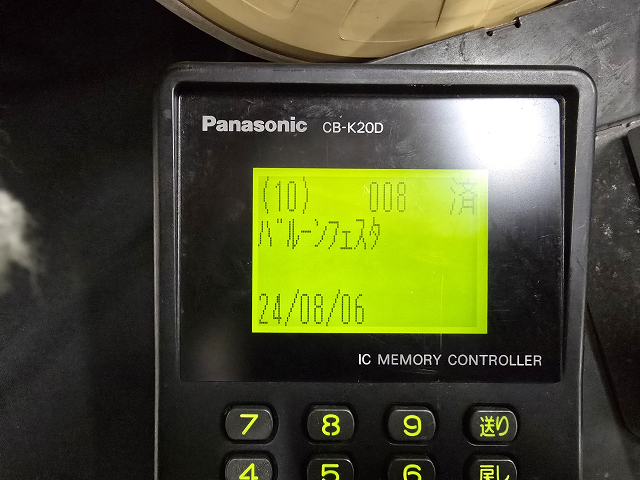 Panasonic CB-K20D
(10) 008 済
ﾊﾞﾙｰﾝﾌｪｽﾀ
24/08/06
IC MEMORY CONTROLLER
7 8 9 送り
4 5 6 戻し